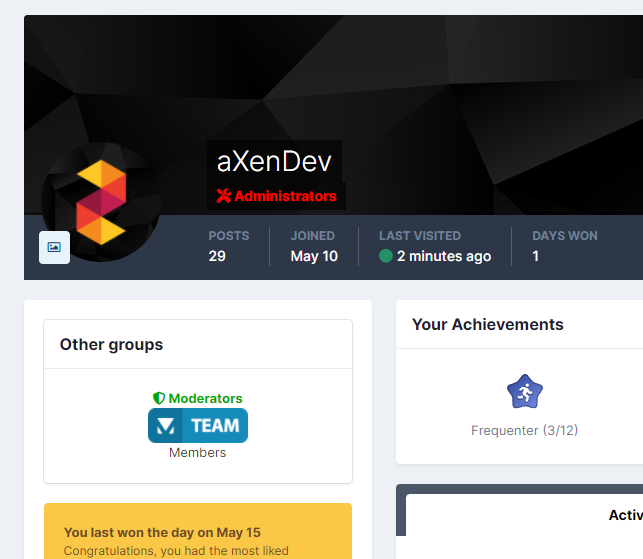 aXenDev
Administrators
POSTS
29
JOINED
May 10
LAST VISITED
2 minutes ago
DAYS WON
1
Other groups
Moderators
TEAM
Members
You last won the day on May 15
Congratulations, you had the most liked
Your Achievements
Frequenter (3/12)